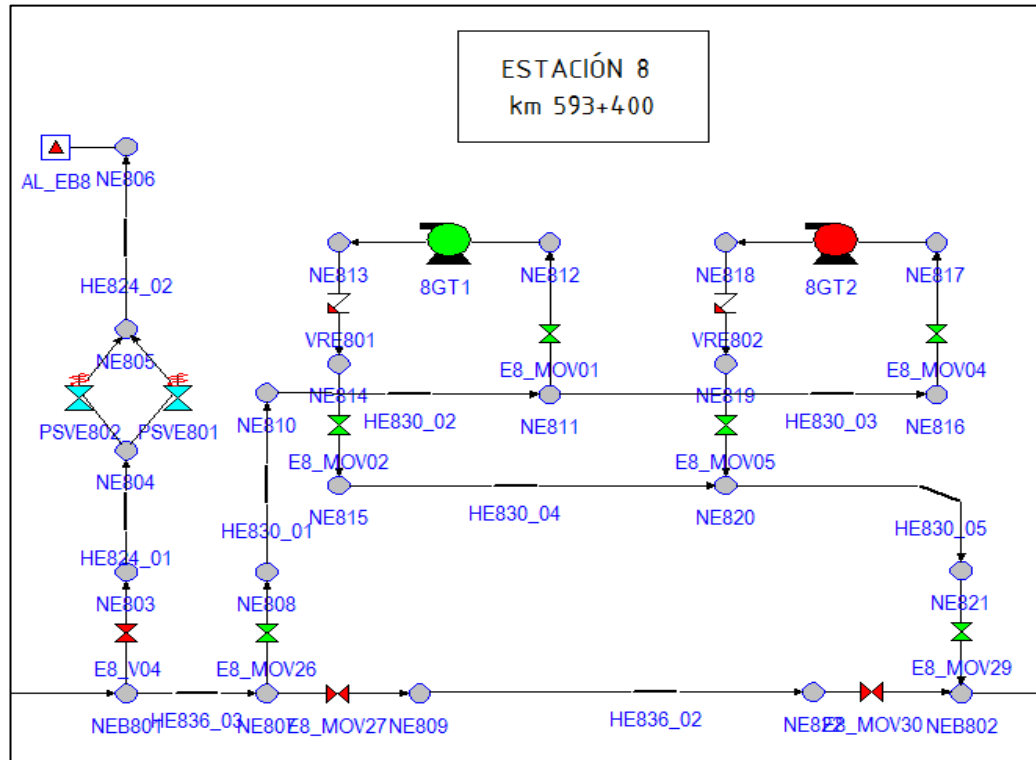 ESTACIÓN 8
km 593+400
AL_EB8
NE806
HE824_02
NE805
PSVE802
PSVE801
NE804
HE824_01
NE803
E8_V04
NEB801
HE836_03
NE807
E8_MOV26
NE808
HE830_01
NE810
NE813
8GT1
NE812
VRE801
E8_MOV01
NE814
HE830_02
NE811
E8_MOV02
NE815
HE830_04
NE818
8GT2
NE817
VRE802
E8_MOV04
NE819
HE830_03
NE816
E8_MOV05
NE820
HE830_05
NE821
E8_MOV29
E8_MOV27
NE809
HE836_02
NE822
E8_MOV30
NEB802